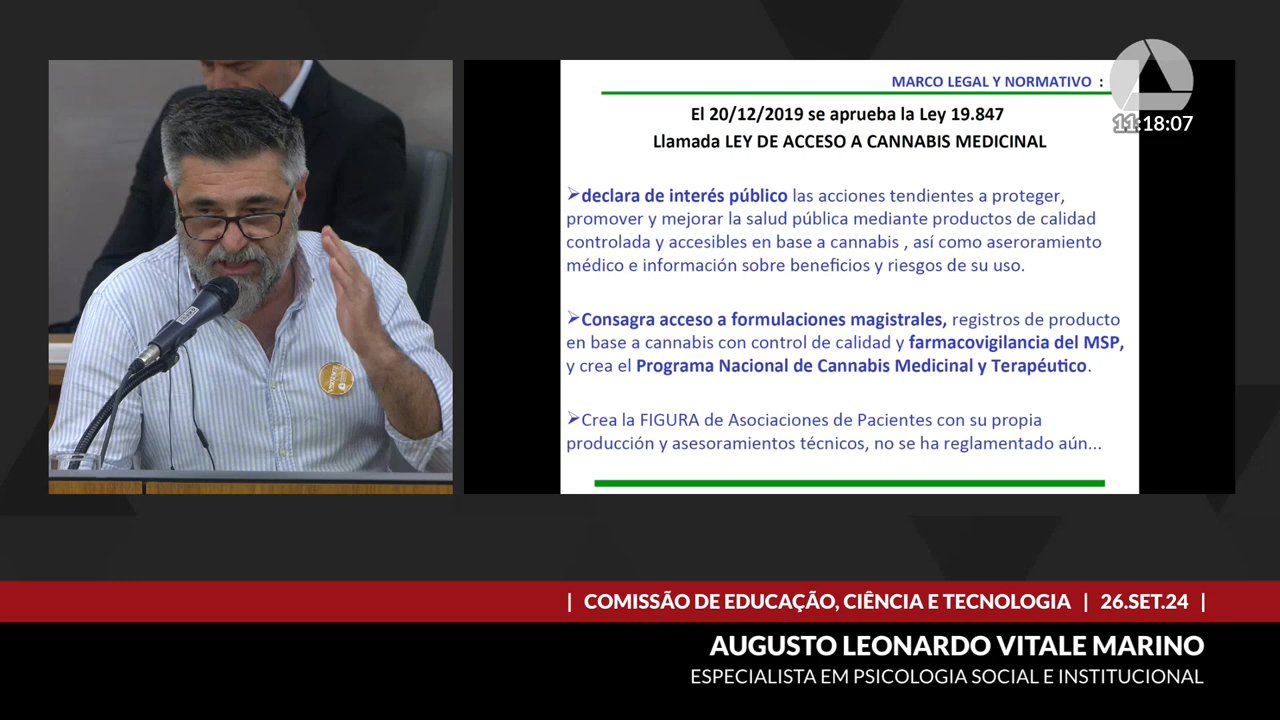 MARCO LEGAL Y NORMATIVO :
11:18:07
El 20/12/2019 se aprueba la Ley 19.847
Llamada LEY DE ACCESO A CANNABIS MEDICINAL
➢declara de interés público las acciones tendientes a proteger,
promover y mejorar la salud pública mediante productos de calidad
controlada y accesibles en base a cannabis , así como aseroramiento
médico e información sobre beneficios y riesgos de su uso.
➢Consagra acceso a formulaciones magistrales, registros de producto
en base a cannabis con control de calidad y farmacovigilancia del MSP,
y crea el Programa Nacional de Cannabis Medicinal y Terapéutico.
➢Crea la FIGURA de Asociaciones de Pacientes con su propia
producción y asesoramientos técnicos, no se ha reglamentado aún...
| COMISSÃO DE EDUCAÇÃO, CIÊNCIA E TECNOLOGIA | 26.SET.24 |
AUGUSTO LEONARDO VITALE MARINO
ESPECIALISTA EM PSICOLOGIA SOCIAL E INSTITUCIONAL